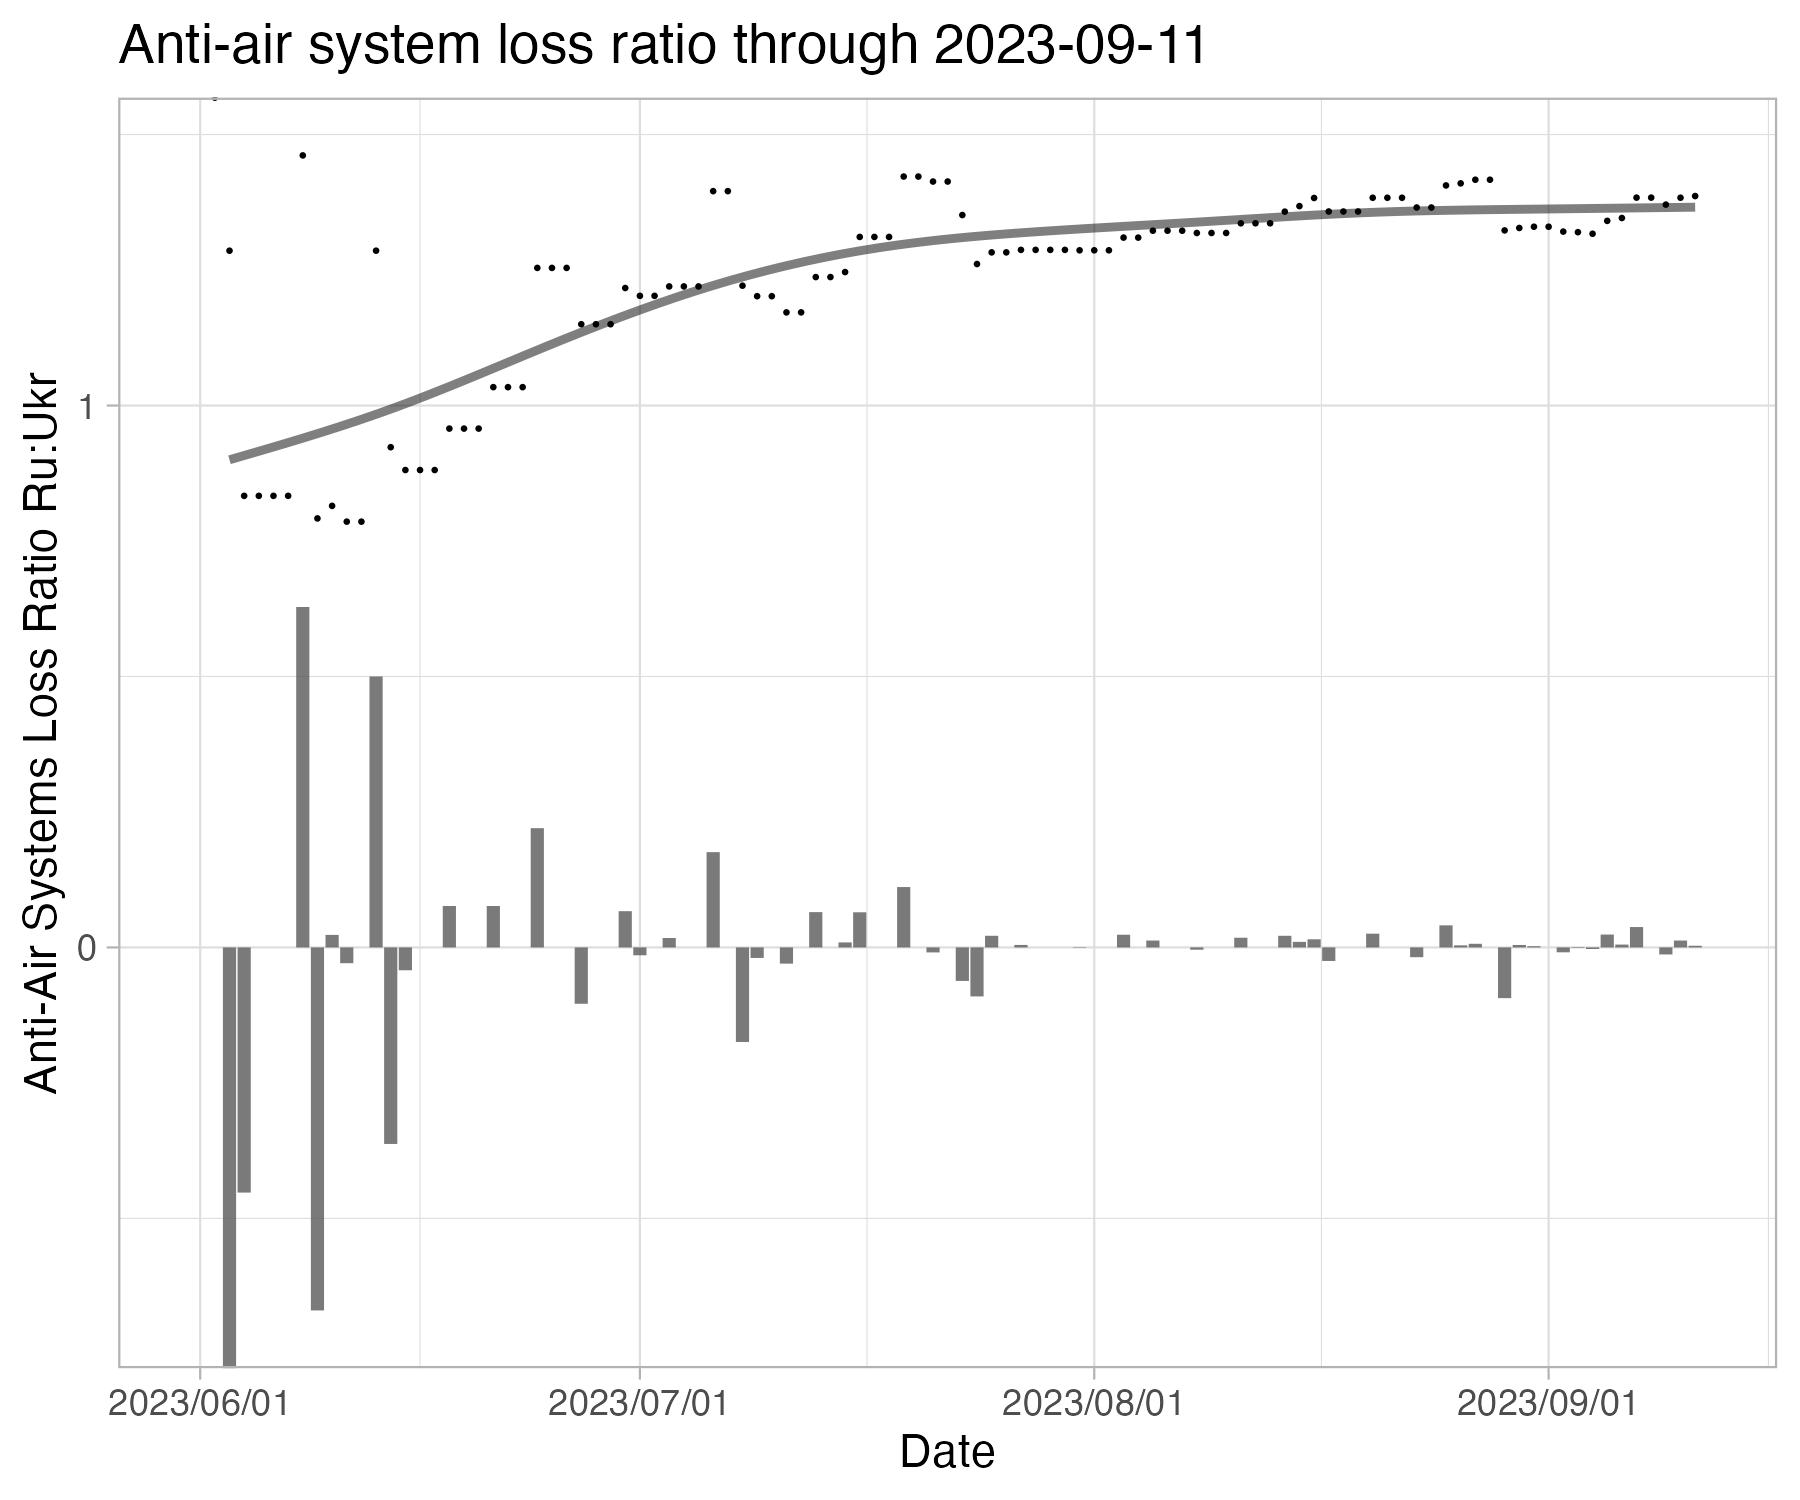 Anti-air system loss ratio through 2023-09-11
Anti-Air Systems Loss Ratio Ru:Ukr
1
0
2023/06/01
2023/07/01
2023/08/01
2023/09/01
Date